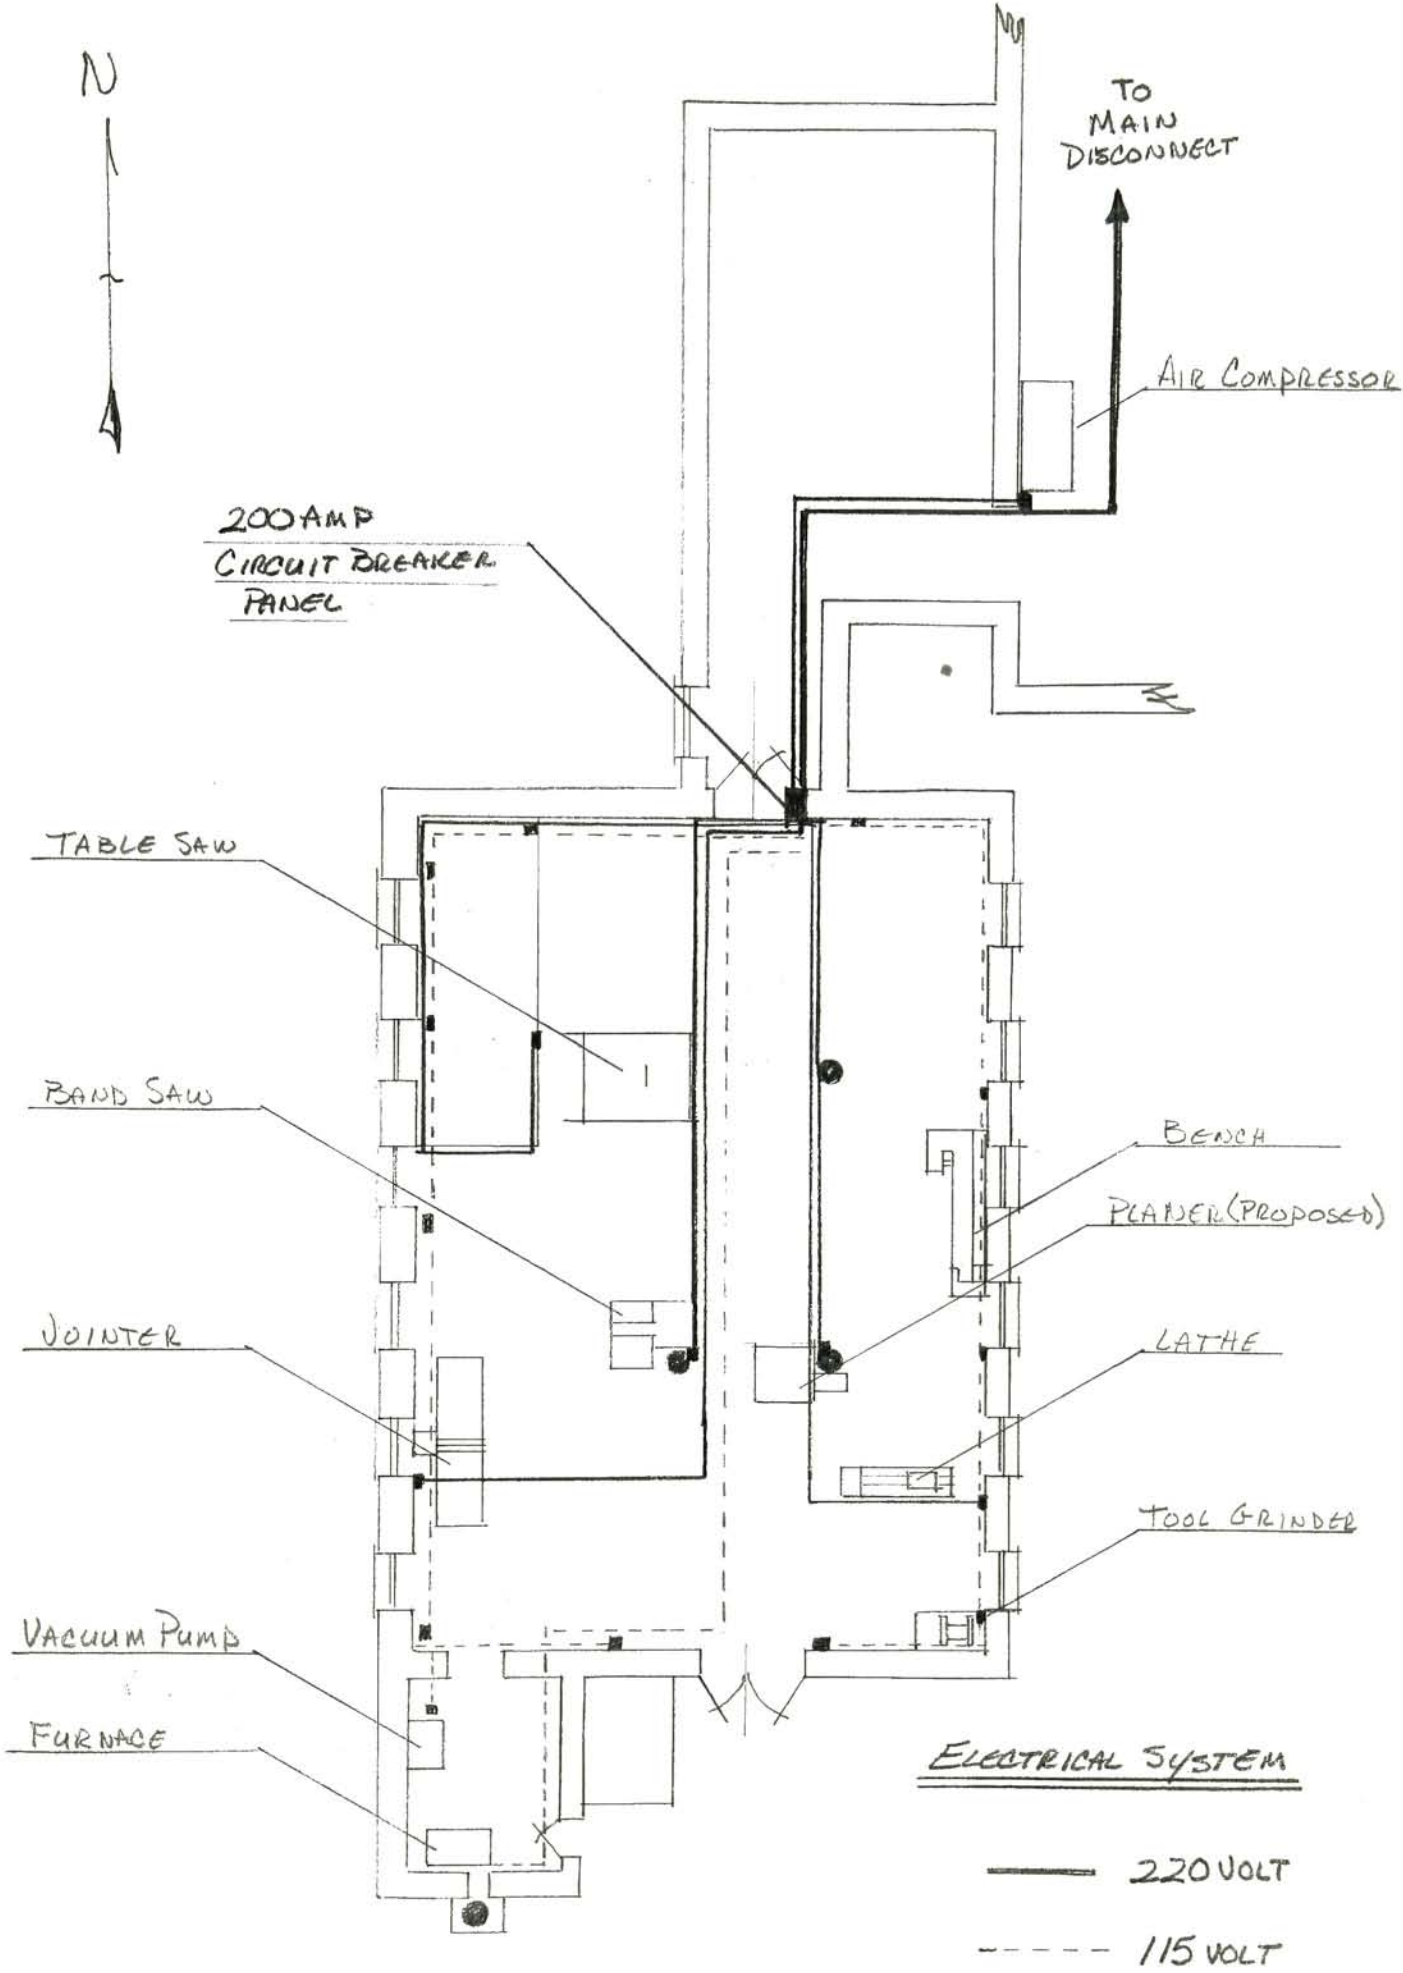 N
TO
MAIN
DISCONNECT
AIR COMPRESSOR
200 AMP
CIRCUIT BREAKER
PANEL
TABLE SAW
BAND SAW
BENCH
PLANER (PROPOSED)
JOINTER
LATHE
TOOL GRINDER
VACUUM PUMP
FURNACE
ELECTRICAL SYSTEM
220 VOLT
115 VOLT